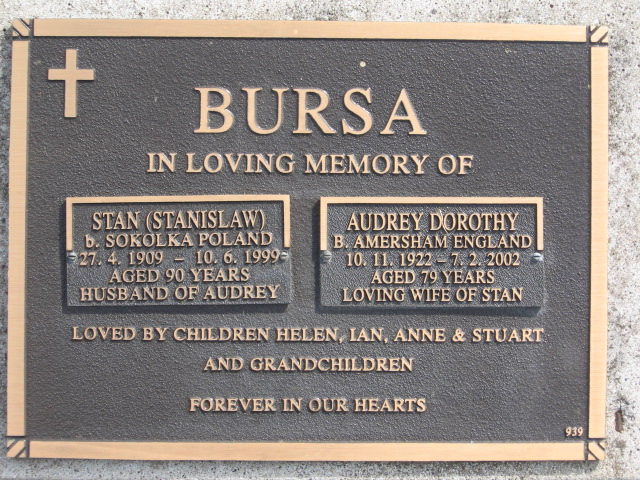 BURSA
IN LOVING MEMORY OF
STAN (STANISLAW)
b. SOKOLKA POLAND
27. 4. 1909 – 10. 6. 1999
AGED 90 YEARS
HUSBAND OF AUDREY
AUDREY DOROTHY
B. AMERSHAM ENGLAND
10. 11. 1922 – 7. 2. 2002
AGED 79 YEARS
LOVING WIFE OF STAN
LOVED BY CHILDREN HELEN, IAN, ANNE & STUART
AND GRANDCHILDREN
FOREVER IN OUR HEARTS
939